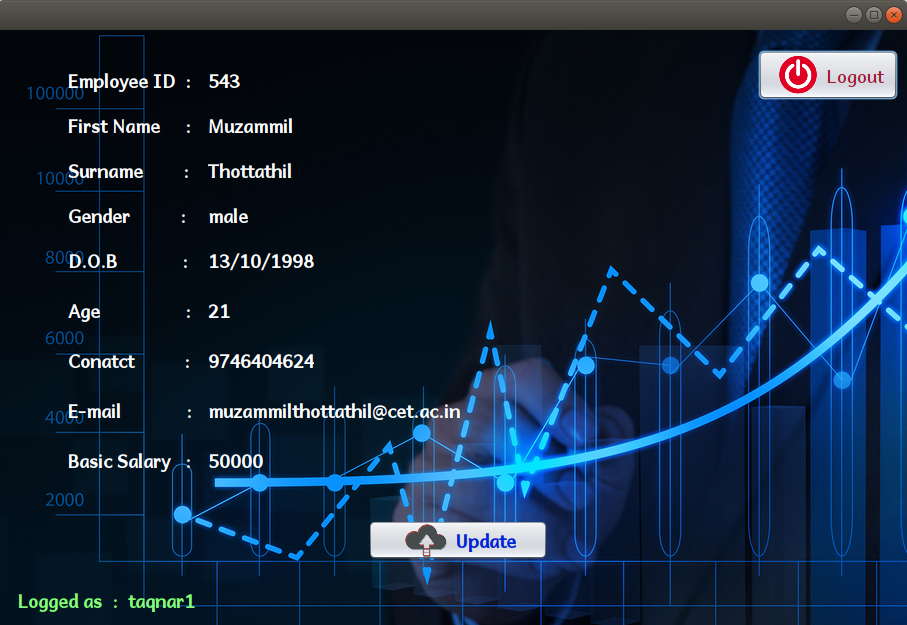 Logout
Employee ID : 543
100000
First Name : Muzammil
Surname : Thottathil
10000
Gender : male
D.O.B : 13/10/1998
8000
Age : 21
6000
Conatct : 9746404624
E-mail : muzammilthottathil@cet.ac.in
4000
Basic Salary : 50000
2000
Update
Logged as : taqnar1